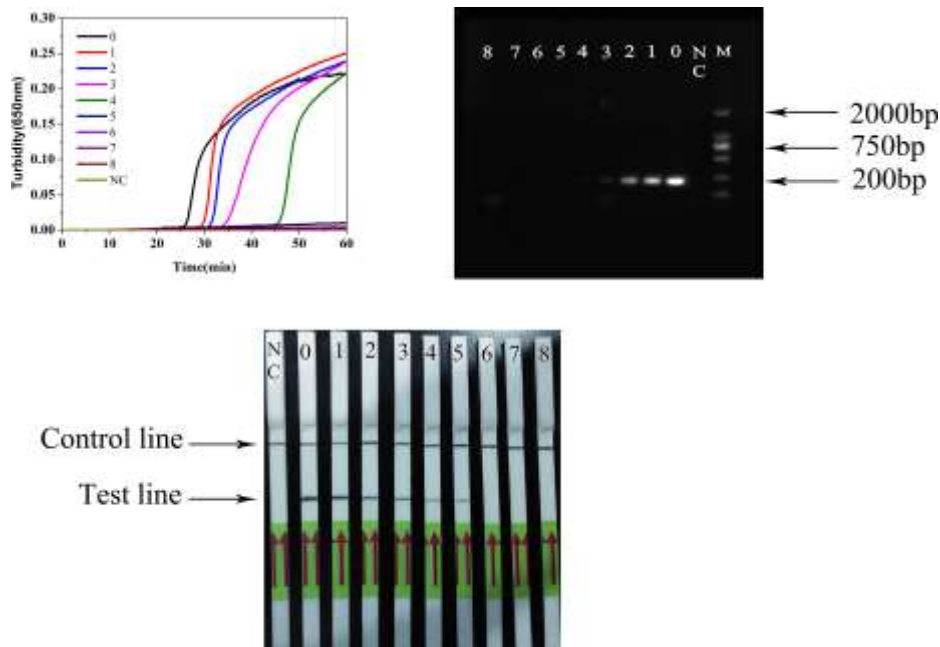 0.30
0.25
0.20
0.15
0.10
0.05
0.00
Turbidity(650nm)
0
1
2
3
4
5
6
7
8
NC
0 10 20 30 40 50 60
Time(min)
8 7 6 5 4 3 2 1 0 N C M
2000bp
750bp
200bp
N C 0 1 2 3 4 5 6 7 8
Control line
Test line